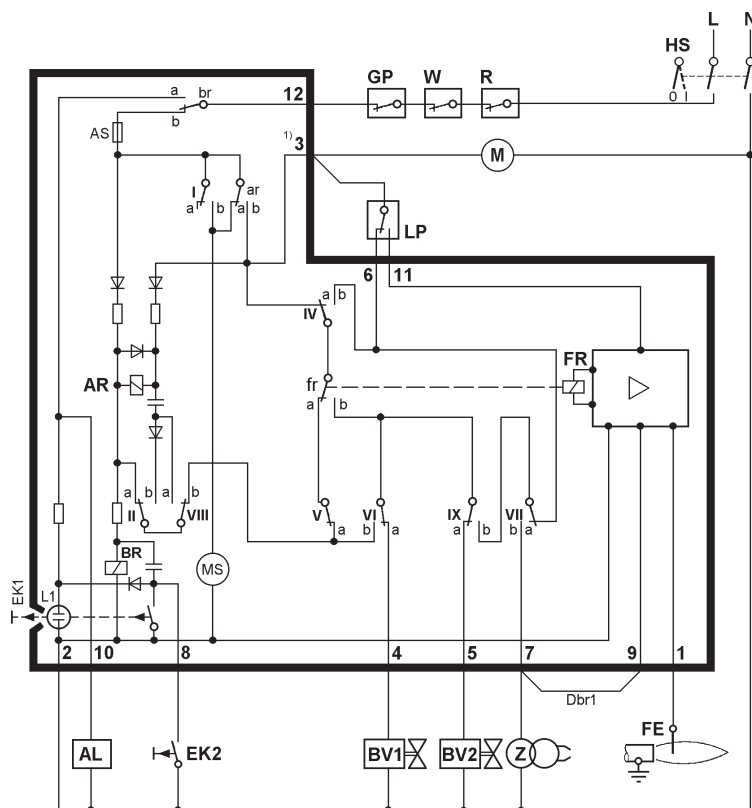 L N
HS
GP W R
0 I
a br 12
b
AS
1) 3 M
I ar
a b a b
LP
6 11
a b
IV
FR
AR fr
a b
a b a b
II VIII V VI IX VII
a b a a b b a
BR
MS
EK1 L1
2 10 8 4 5 7 9 1
Dbr1
FE
AL EK2 BV1 BV2 Z